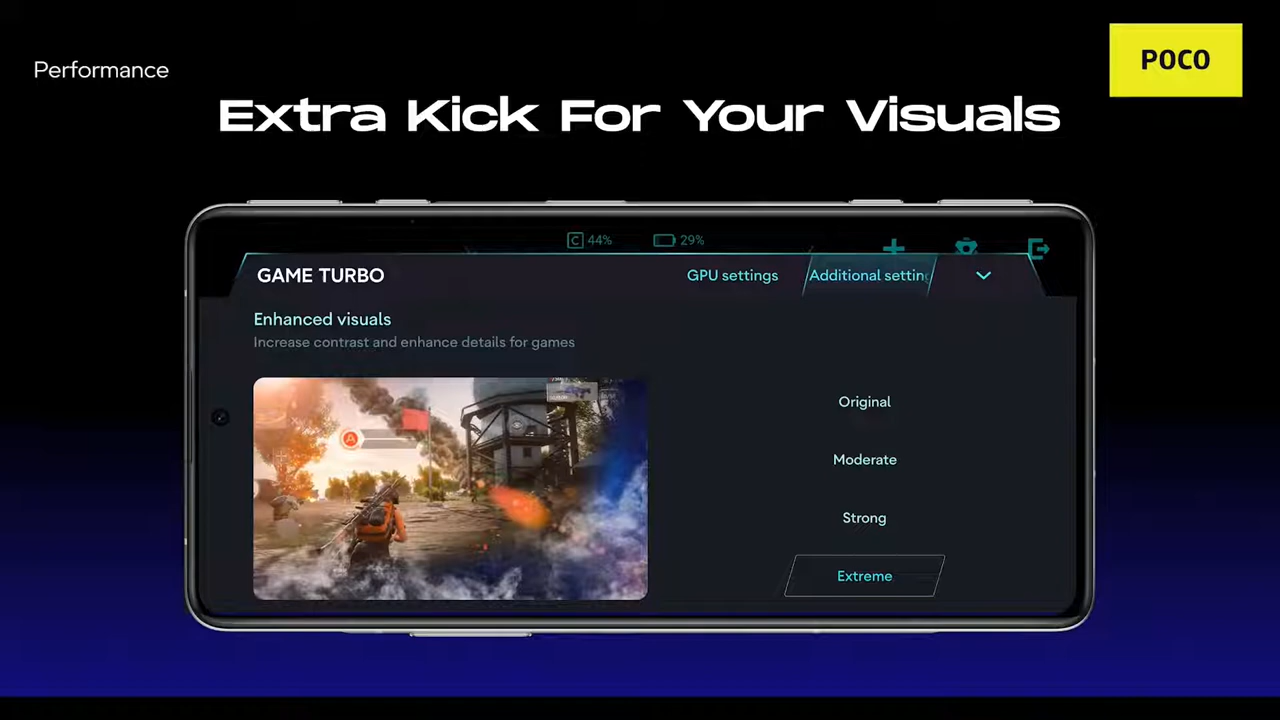 Performance
POCO
Extra Kick For Your Visuals
C 44%
29%
GAME TURBO
GPU settings
Additional settin
Enhanced visuals
Increase contrast and enhance details for games
A
Original
Moderate
Strong
Extreme